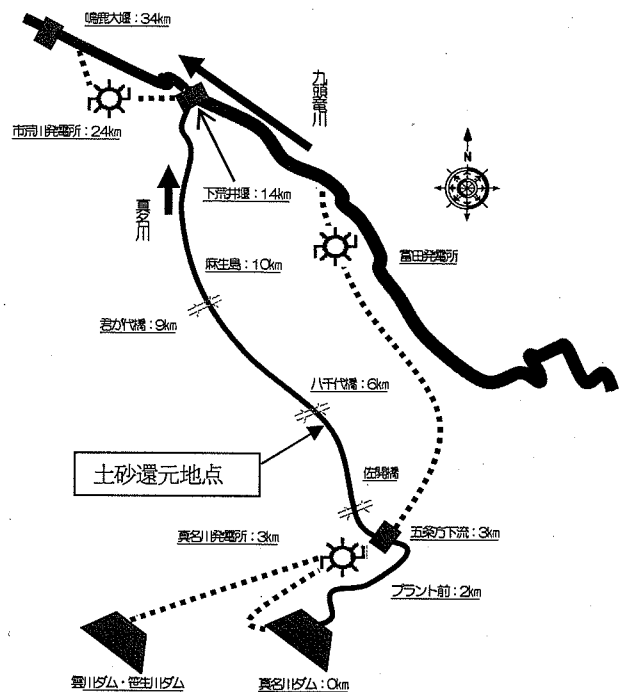 鳴鹿大堰：34km
九頭竜川
市荒川発電所：24km
N
下荒井堰：14km
真名川
富田発電所
麻生島：10km
君が代橋：9km
八千代橋：6km
土砂還元地点
佐開橋
真名川発電所：3km
五条方下流：3km
プラント前：2km
雲川ダム・笹生川ダム
真名川ダム：0km